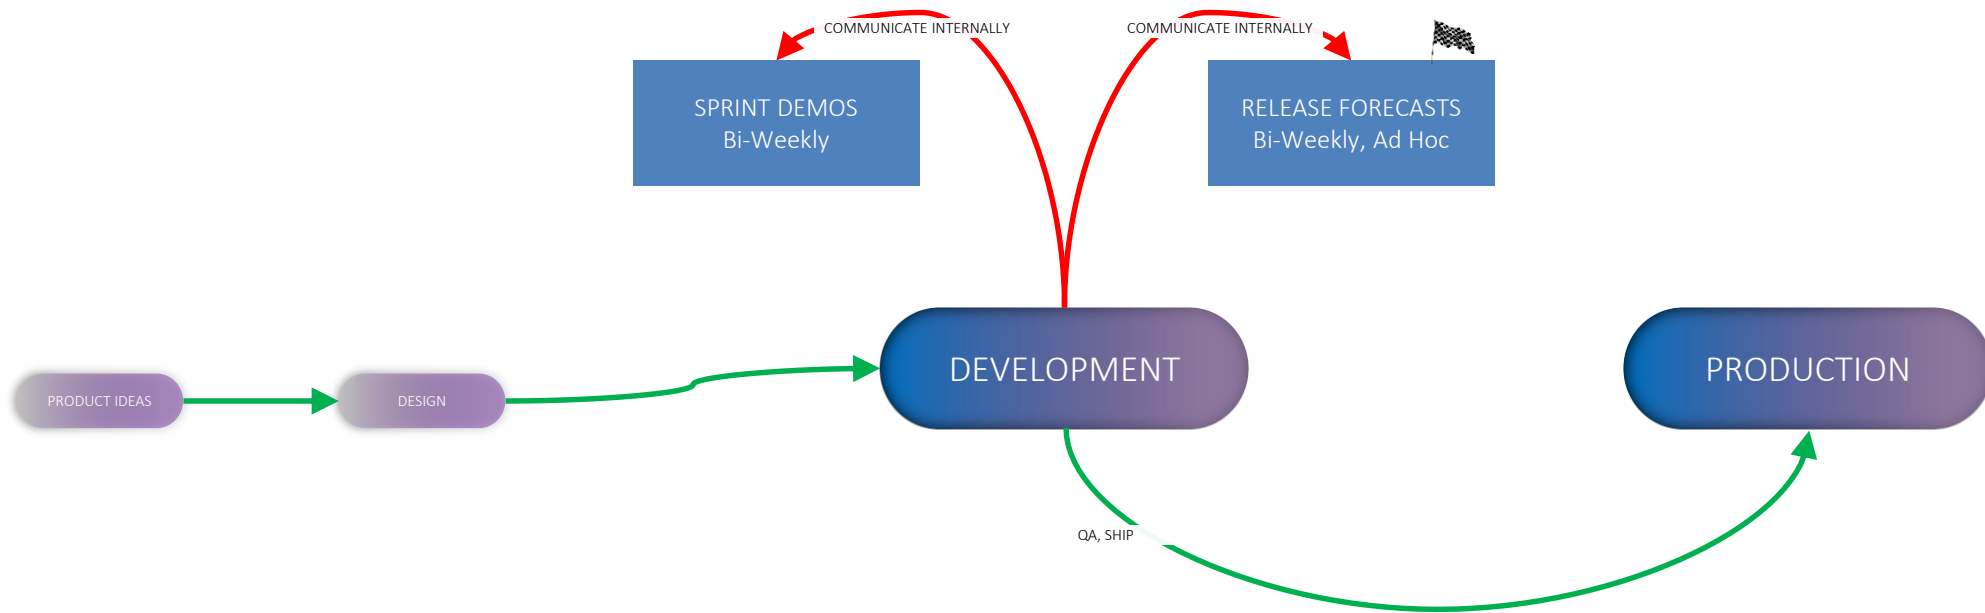 COMMUNICATE INTERNALLY
COMMUNICATE INTERNALLY
SPRINT DEMOS
Bi-Weekly
RELEASE FORECASTS
Bi-Weekly, Ad Hoc
PRODUCT IDEAS
DESIGN
DEVELOPMENT
PRODUCTION
QA, SHIP